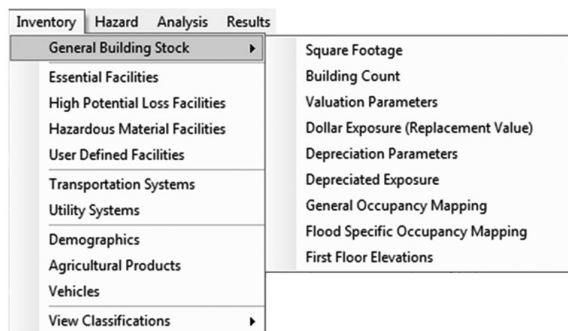 Inventory Hazard Analysis Results
General Building Stock
Essential Facilities
High Potential Loss Facilities
Hazardous Material Facilities
User Defined Facilities
Transportation Systems
Utility Systems
Demographics
Agricultural Products
Vehicles
View Classifications
Square Footage
Building Count
Valuation Parameters
Dollar Exposure (Replacement Value)
Depreciation Parameters
Depreciated Exposure
General Occupancy Mapping
Flood Specific Occupancy Mapping
First Floor Elevations